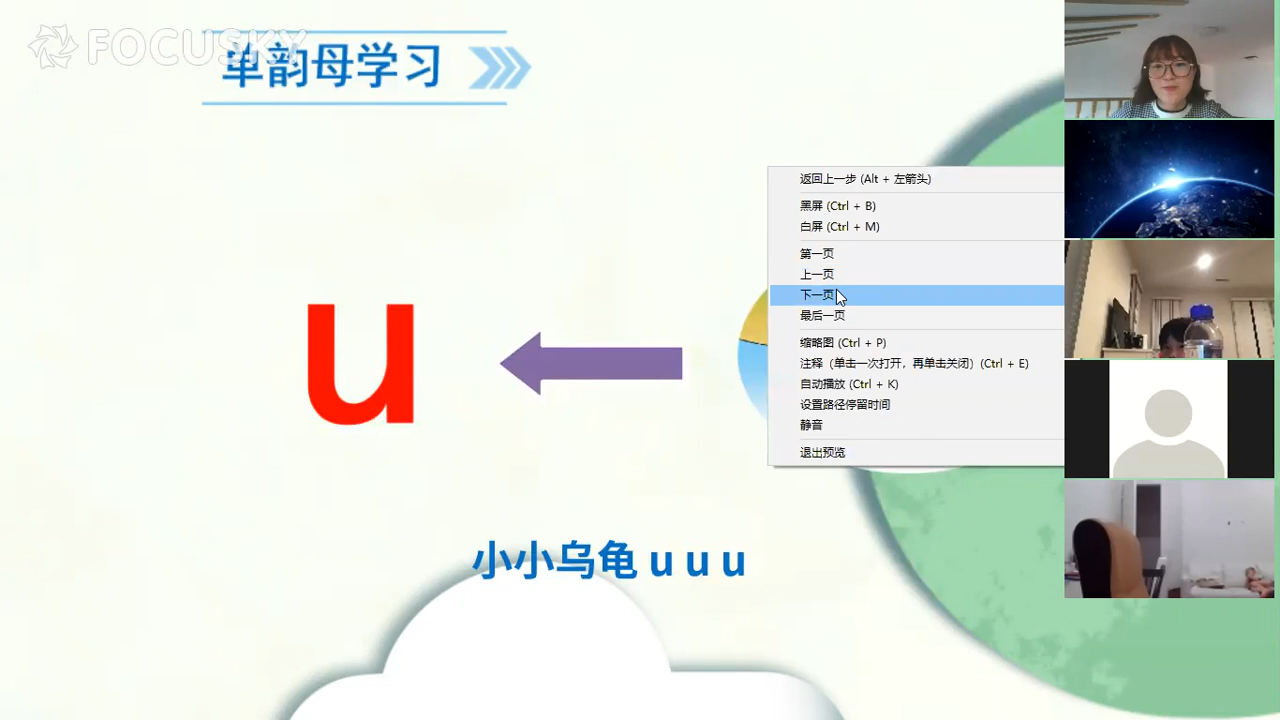 FOCUSKY
单韵母学习
u
返回上一步 (Alt + 左箭头)
黑屏 (Ctrl + B)
白屏 (Ctrl + M)
第一页
上一页
下一页
最后一页
缩略图 (Ctrl + P)
注释（单击一次打开，再单击关闭）(Ctrl + E)
自动播放 (Ctrl + K)
设置路径停留时间
静音
退出预览
小小乌龟 u u u